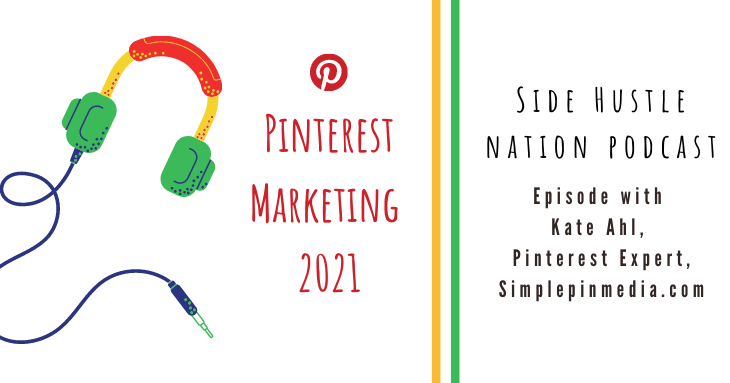 Pinterest
Marketing
2021
Side Hustle
nation podcast
Episode with
Kate Ahl,
Pinterest Expert,
Simplepinmedia.com